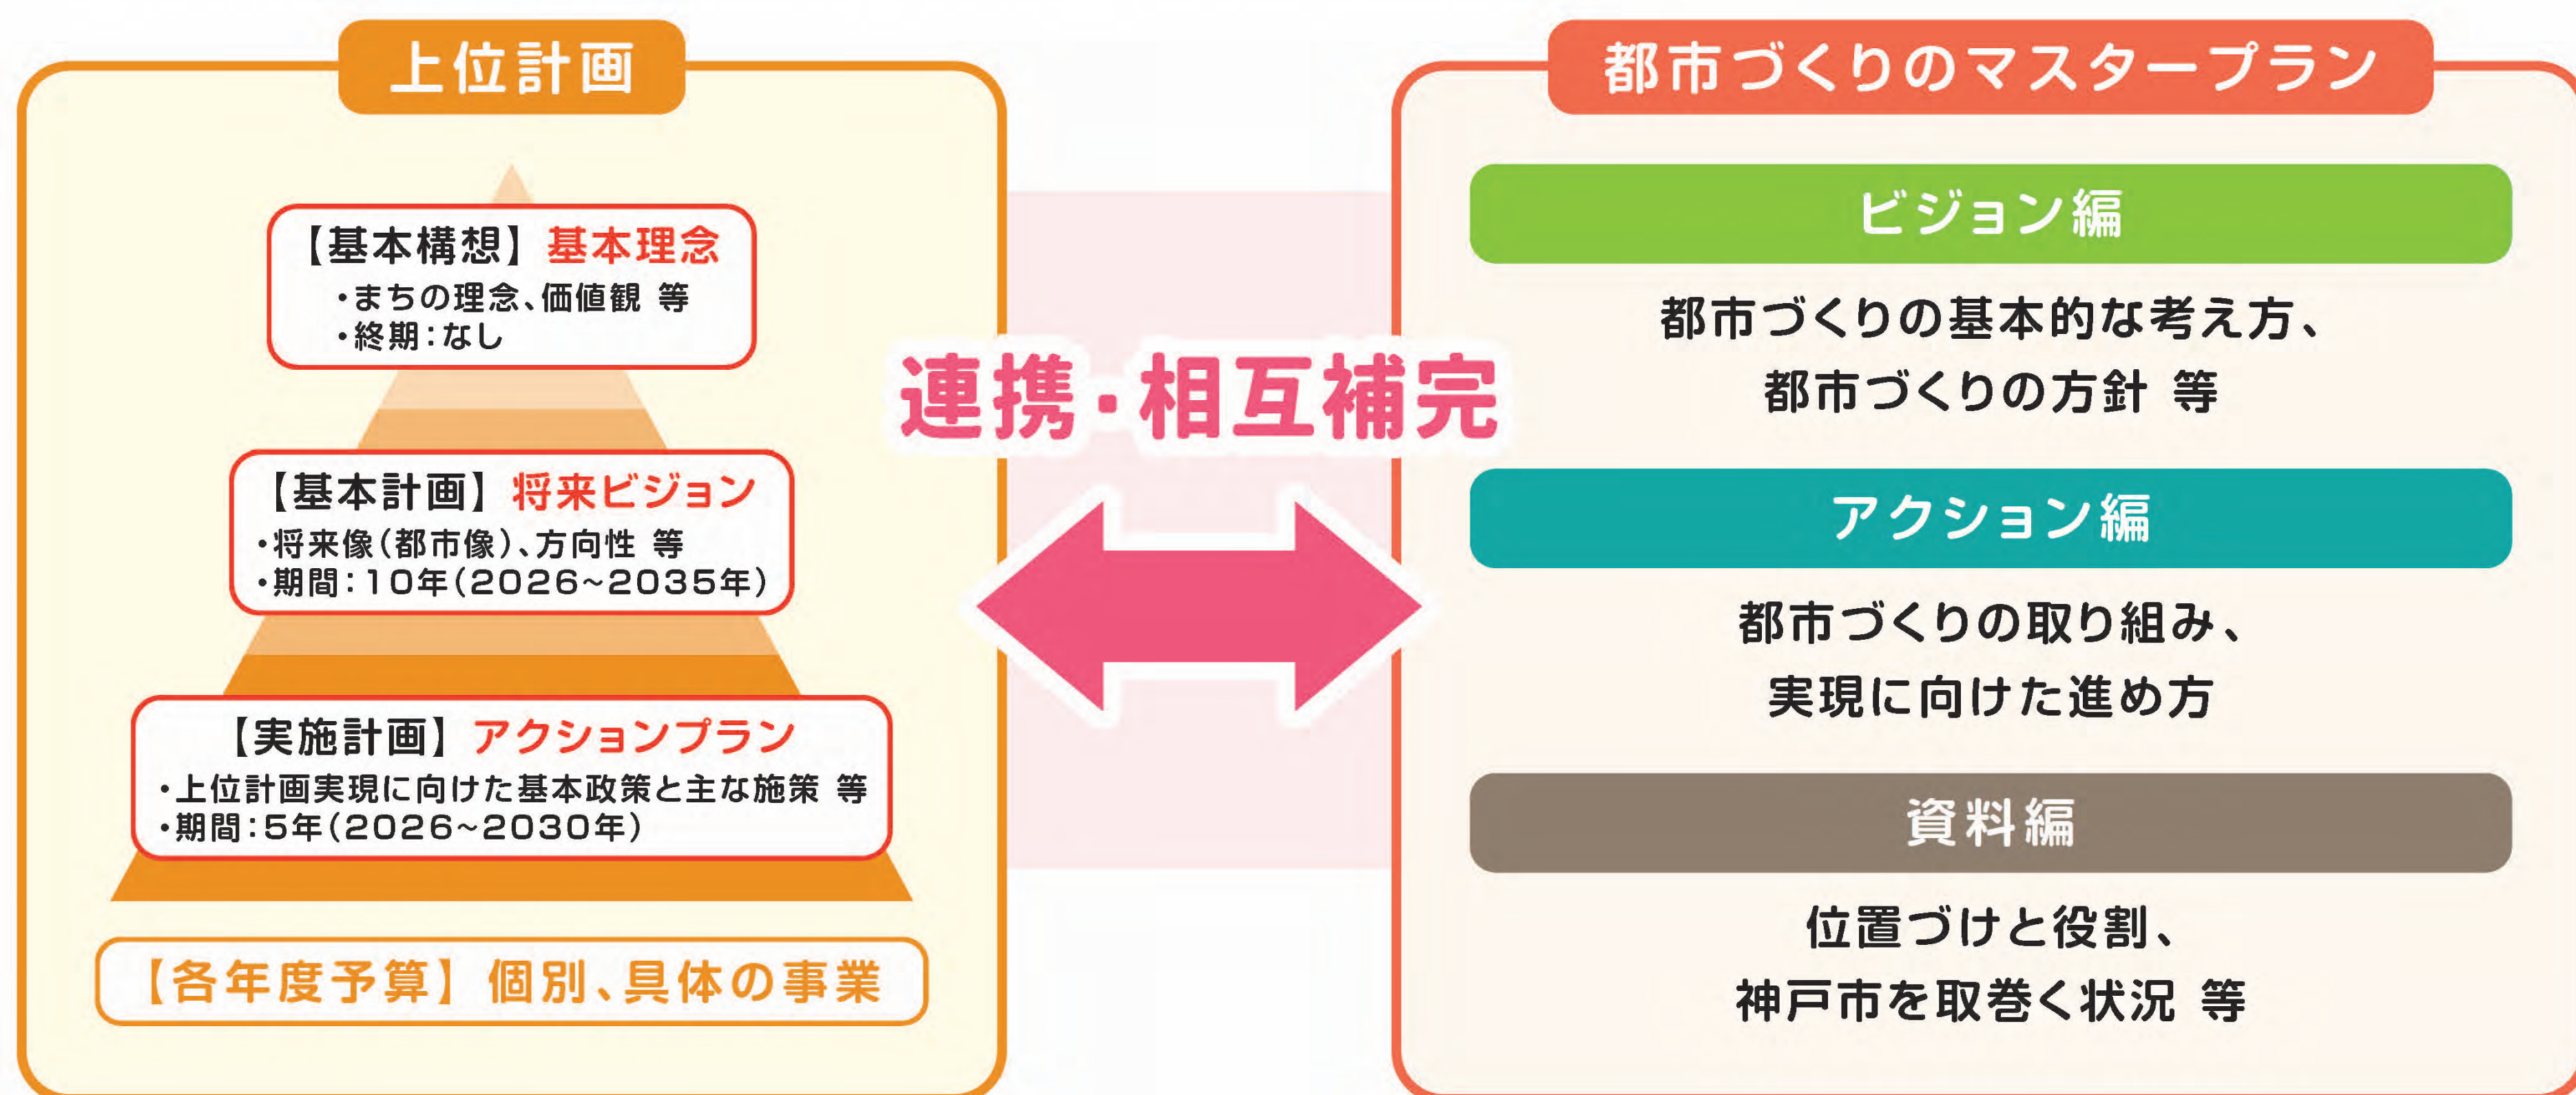 上位計画
【基本構想】基本理念
・まちの理念、価値観 等
・終期：なし
【基本計画】将来ビジョン
・将来像（都市像）、方向性 等
・期間：10年（2026~2035年）
【実施計画】アクションプラン
・上位計画実現に向けた基本政策と主な施策 等
・期間：5年（2026~2030年）
【各年度予算】個別、具体の事業
連携・相互補完
都市づくりのマスタープラン
ビジョン編
都市づくりの基本的な考え方、
都市づくりの方針 等
アクション編
都市づくりの取り組み、
実現に向けた進め方
資料編
位置づけと役割、
神戸市を取巻く状況 等